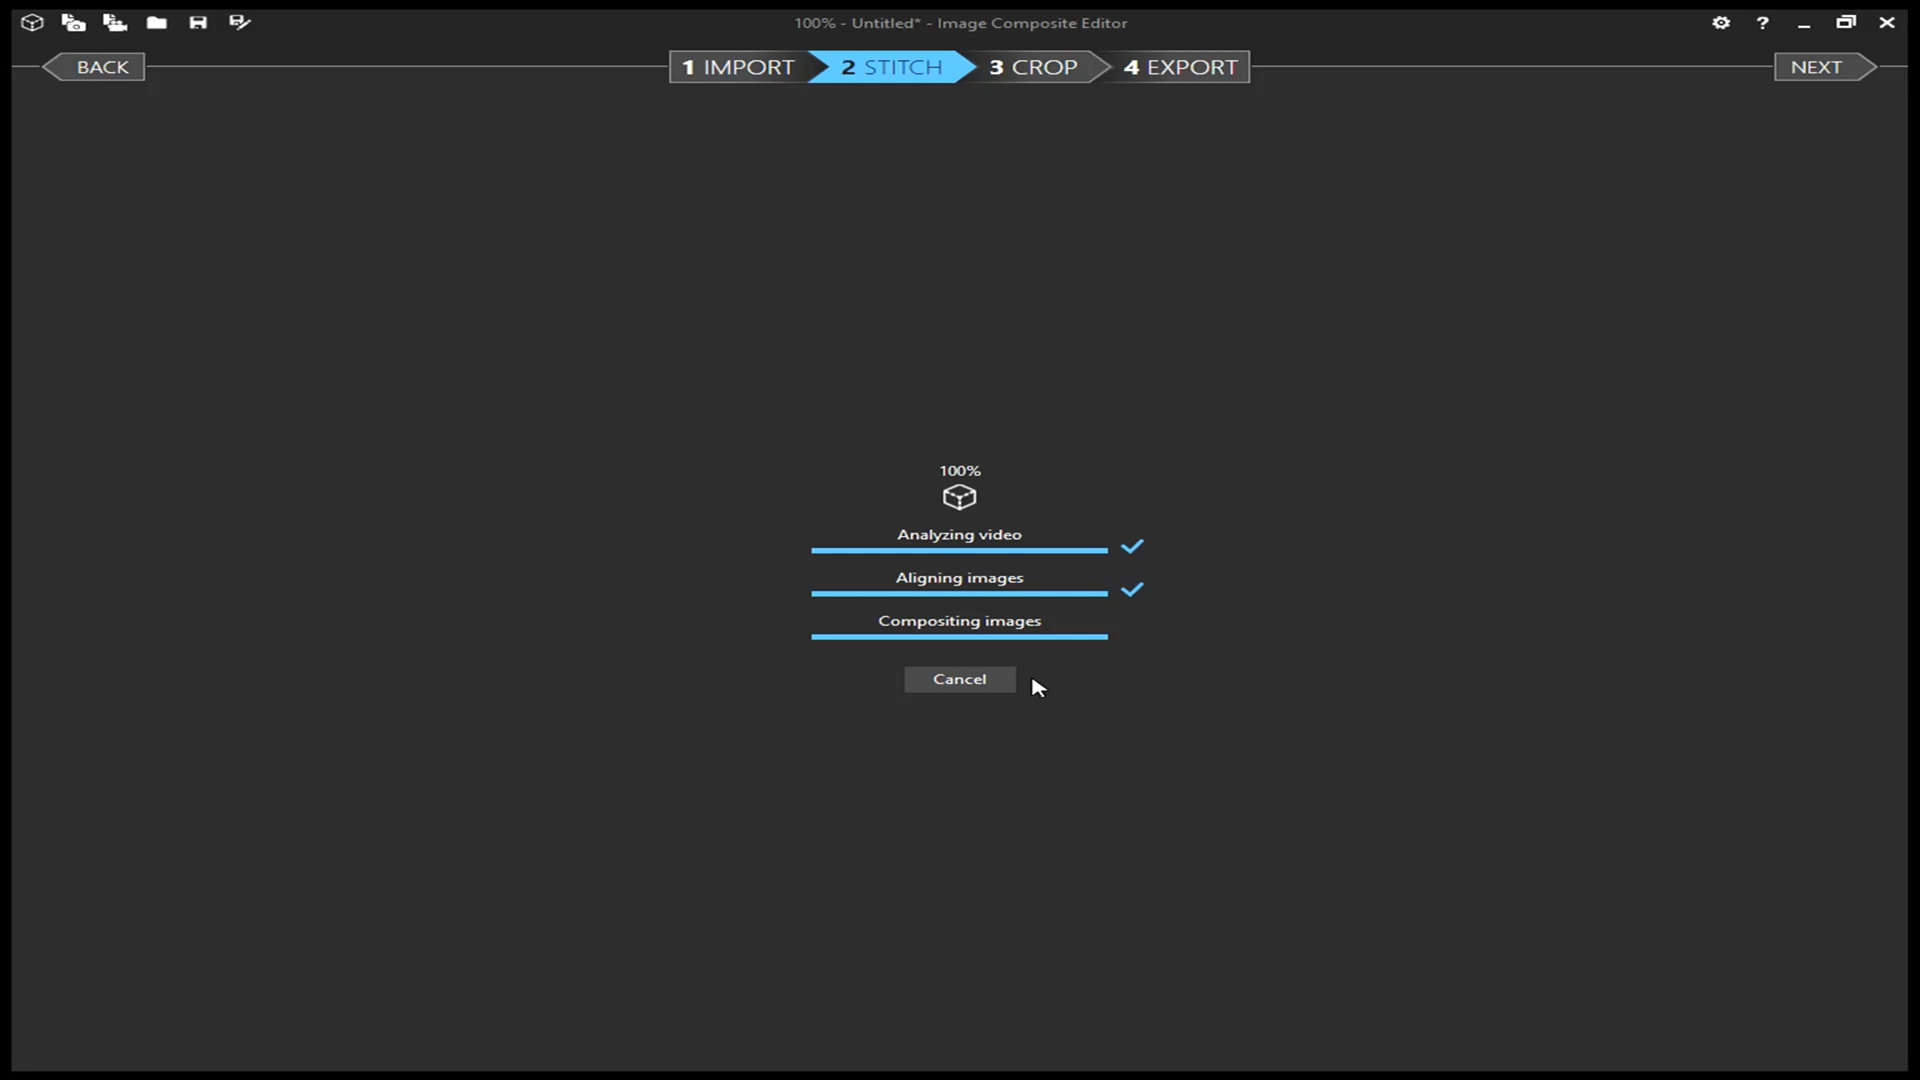 100% - Untitled* - Image Composite Editor
BACK
1 IMPORT
2 STITCH
3 CROP
4 EXPORT
NEXT
100%
Analyzing video
Aligning images
Compositing images
Cancel